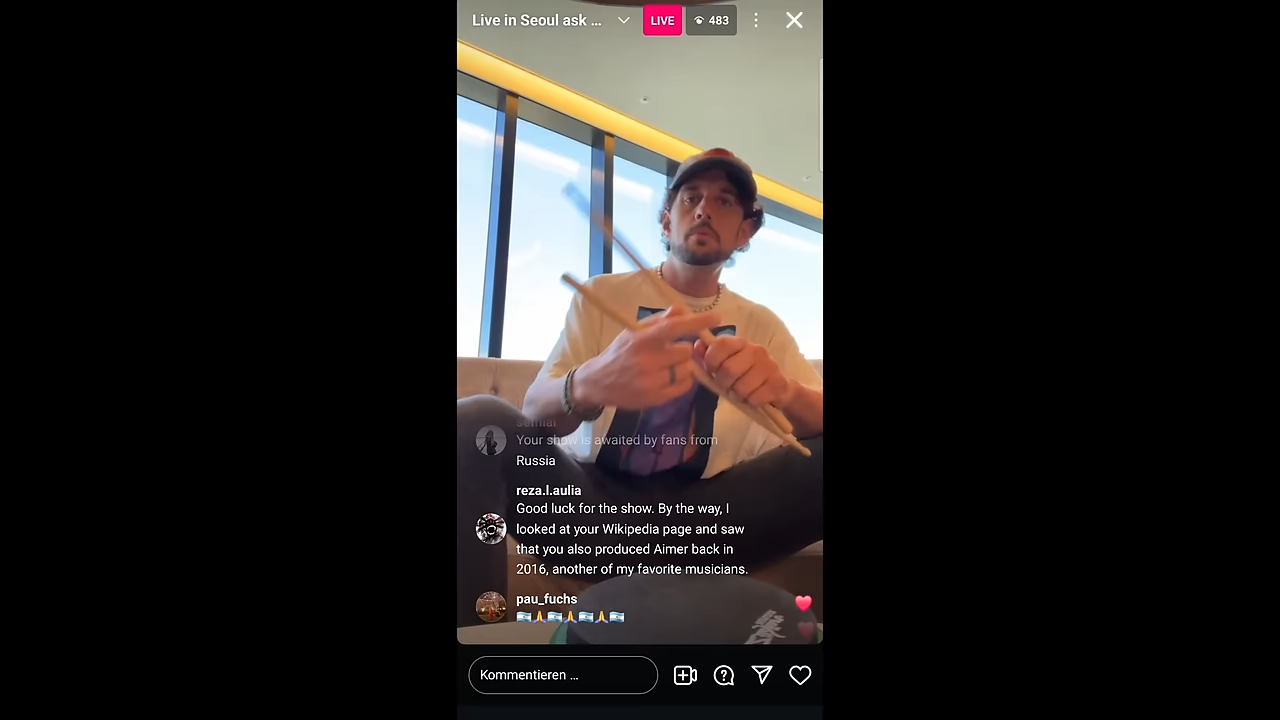 Live in Seoul ask ...
LIVE
483
semiai
Your show is awaited by fans from
Russia
reza.l.aulia
Good luck for the show. By the way, I
looked at your Wikipedia page and saw
that you also produced Aimer back in
2016, another of my favorite musicians.
pau_fuchs
Kommentieren ...